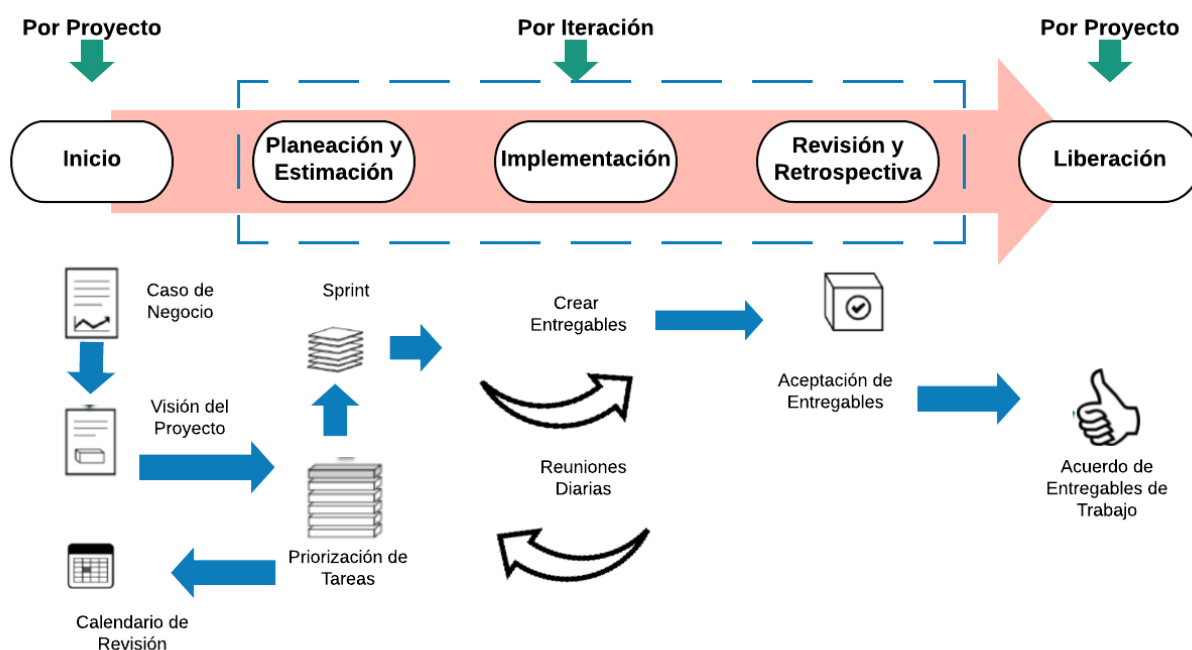 Por Proyecto
Por Iteración
Por Proyecto
Inicio
Planeación y
Estimación
Implementación
Revisión y
Retrospectiva
Liberación
Caso de
Negocio
Sprint
Crear
Entregables
Visión del
Proyecto
Aceptación de
Entregables
Reuniones
Diarias
Acuerdo de
Entregables de
Trabajo
Priorización de
Tareas
Calendario de
Revisión